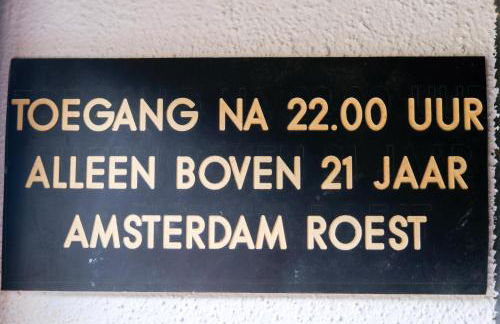 TOEGANG NA 22.00 UUR
ALLEEN BOVEN 21 JAAR
AMSTERDAM ROEST